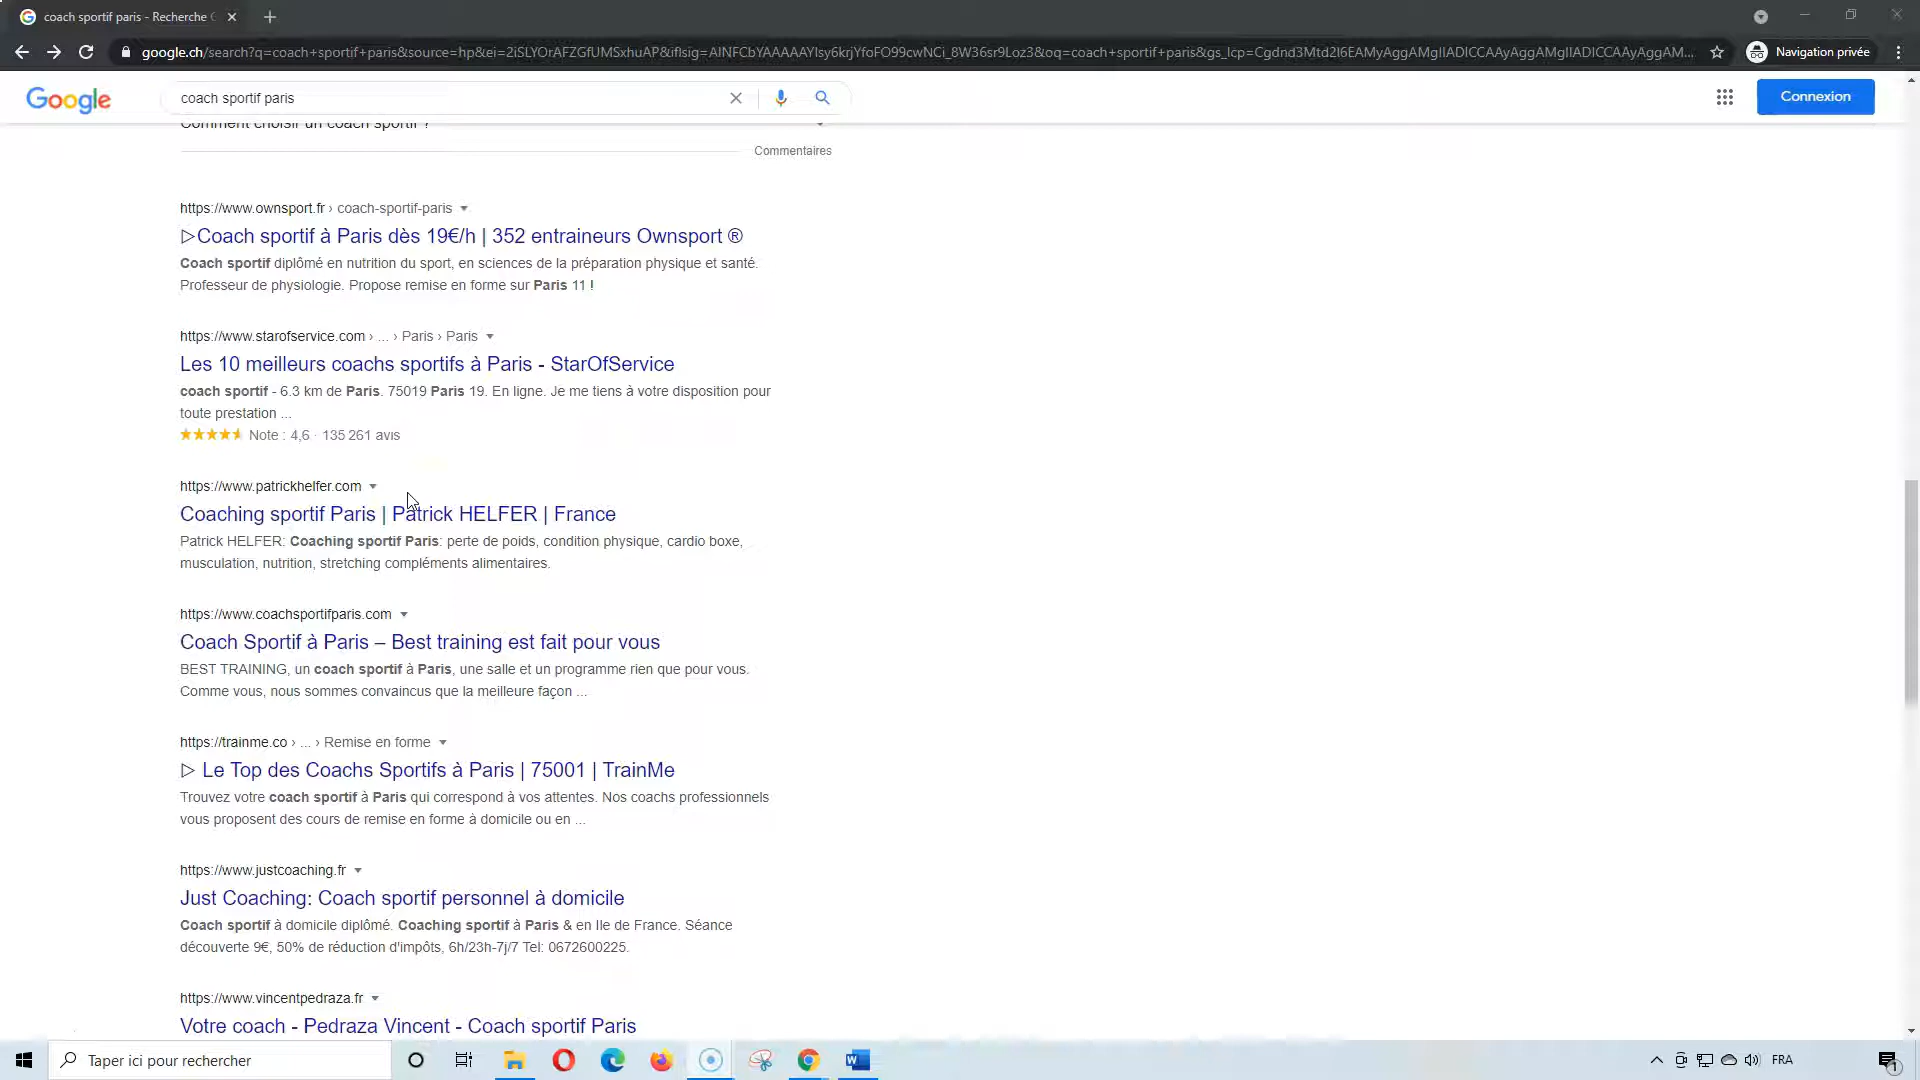 coach sportif paris - Recherche G
google.ch/search?q=coach+sportif+paris&source=hp&ei=2iSLYOrAFZGfUMSxhuAP&iflsig=AINFCbYAAAAAYIsy6krjYfoFO99cwNCi_8W36sr9Loz3&oq=coach+sportif+paris&gs_lcp=Cgdnd3Mtd2l6EAMyAggAMgIIADICCAAyAggAMgIIADICCAAyAggAM...
Navigation privée
Google
coach sportif paris
Connexion
Comment choisir un coach sportif ?
Commentaires
https://www.ownsport.fr › coach-sportif-paris
▷Coach sportif à Paris dès 19€/h | 352 entraineurs Ownsport ®
Coach sportif diplômé en nutrition du sport, en sciences de la préparation physique et santé.
Professeur de physiologie. Propose remise en forme sur Paris 11 !
https://www.starofservice.com › ... › Paris › Paris
Les 10 meilleurs coachs sportifs à Paris - StarOfService
coach sportif - 6.3 km de Paris. 75019 Paris 19. En ligne. Je me tiens à votre disposition pour
toute prestation ...
Note : 4,6 · 135 261 avis
https://www.patrickhelfer.com
Coaching sportif Paris | Patrick HELFER | France
Patrick HELFER: Coaching sportif Paris: perte de poids, condition physique, cardio boxe,
musculation, nutrition, stretching compléments alimentaires.
https://www.coachsportifparis.com
Coach Sportif à Paris – Best training est fait pour vous
BEST TRAINING, un coach sportif à Paris, une salle et un programme rien que pour vous.
Comme vous, nous sommes convaincus que la meilleure façon ...
https://trainme.co › ... › Remise en forme
▷ Le Top des Coachs Sportifs à Paris | 75001 | TrainMe
Trouvez votre coach sportif à Paris qui correspond à vos attentes. Nos coachs professionnels
vous proposent des cours de remise en forme à domicile ou en ...
https://www.justcoaching.fr
Just Coaching: Coach sportif personnel à domicile
Coach sportif à domicile diplômé. Coaching sportif à Paris & en Ile de France. Séance
découverte 9€, 50% de réduction d'impôts, 6h/23h-7j/7 Tel: 0672600225.
https://www.vincentpedraza.fr
Votre coach - Pedraza Vincent - Coach sportif Paris
Taper ici pour rechercher
FRA
1